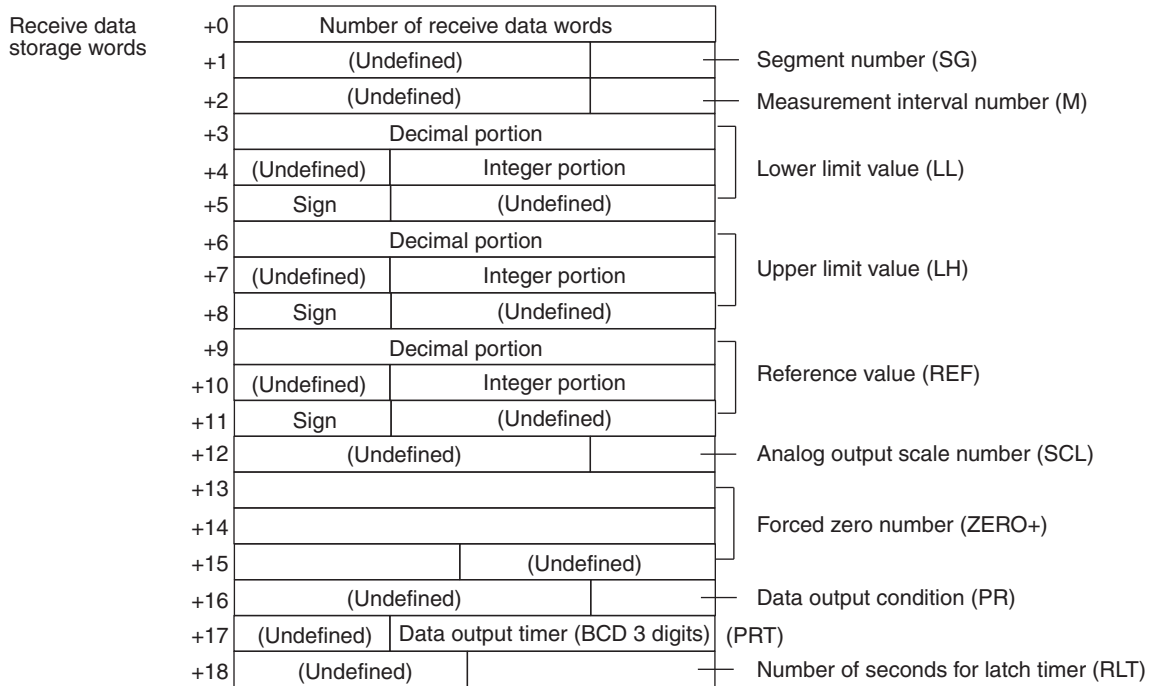 Receive data
storage words
+0 Number of receive data words
+1 (Undefined) Segment number (SG)
+2 (Undefined) Measurement interval number (M)
+3 Decimal portion
+4 (Undefined) Integer portion Lower limit value (LL)
+5 Sign (Undefined)
+6 Decimal portion
+7 (Undefined) Integer portion Upper limit value (LH)
+8 Sign (Undefined)
+9 Decimal portion
+10 (Undefined) Integer portion Reference value (REF)
+11 Sign (Undefined)
+12 (Undefined) Analog output scale number (SCL)
+13
+14 Forced zero number (ZERO+)
+15 (Undefined)
+16 (Undefined) Data output condition (PR)
+17 (Undefined) Data output timer (BCD 3 digits) (PRT)
+18 (Undefined) Number of seconds for latch timer (RLT)